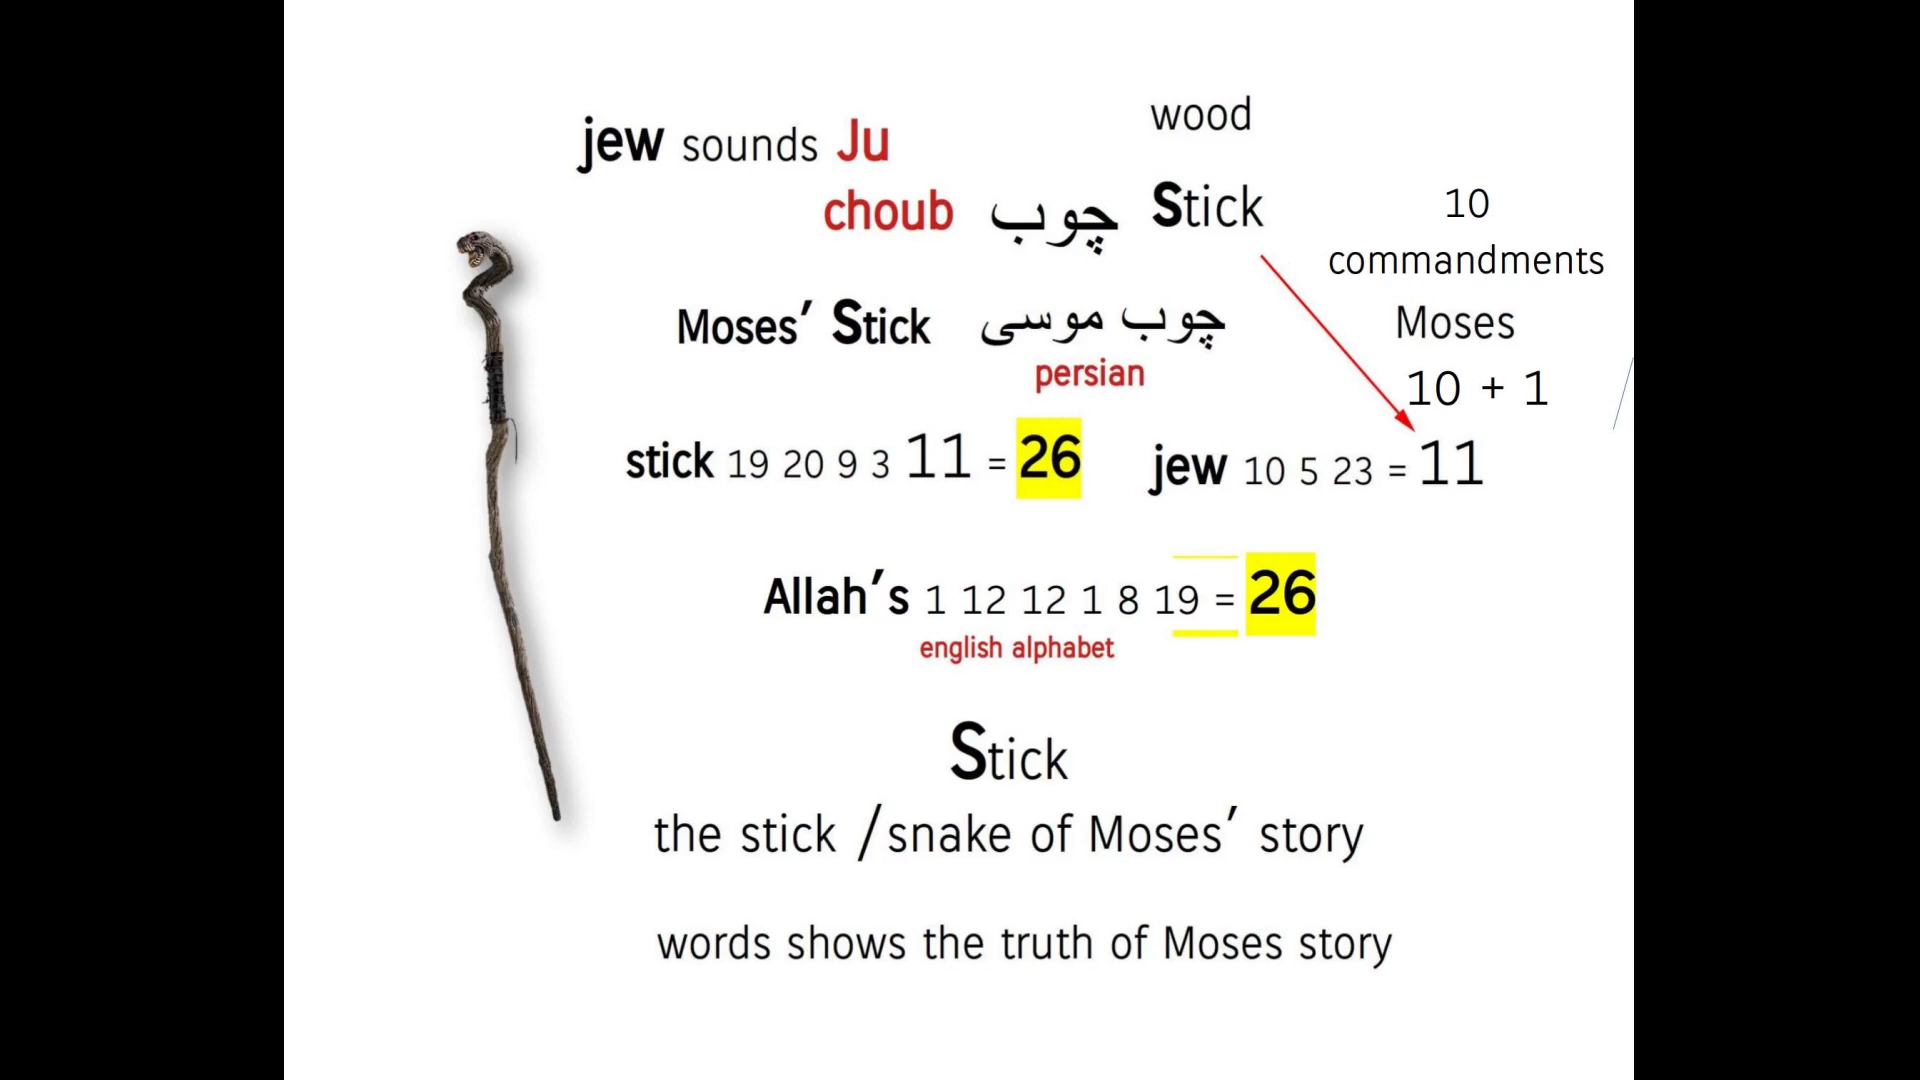 wood
jew sounds Ju
choub چوب Stick
10
commandments
Moses’ Stick چوب موسی
Moses
persian
10 + 1
stick 19 20 9 3 11 = 26
jew 10 5 23 = 11
Allah’s 1 12 12 1 8 19 = 26
english alphabet
Stick
the stick /snake of Moses’ story
words shows the truth of Moses story